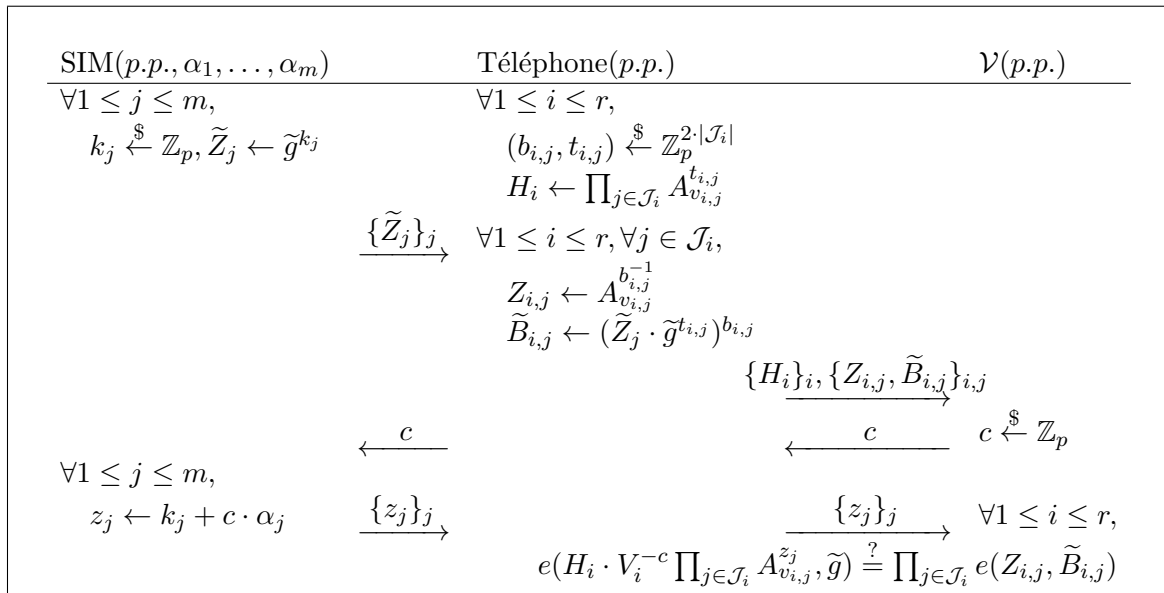 SIM(p.p., α₁, …, αₘ) Téléphone(p.p.) 𝒱(p.p.)
∀1 ≤ j ≤ m, ∀1 ≤ i ≤ r,
k_j ←$ ℤ_p, Z̃_j ← g̃^{k_j} (b_{i,j}, t_{i,j}) ←$ ℤ_p^{2·|𝒥_i|}
H_i ← ∏_{j∈𝒥_i} A_{v_{i,j}}^{t_{i,j}}
{Z̃_j}_j ∀1 ≤ i ≤ r, ∀j ∈ 𝒥_i,
Z_{i,j} ← A_{v_{i,j}}^{b_{i,j}^{-1}}
B̃_{i,j} ← (Z̃_j · g̃^{t_{i,j}})^{b_{i,j}}
{H_i}_i, {Z_{i,j}, B̃_{i,j}}_{i,j}
c c c ←$ ℤ_p
∀1 ≤ j ≤ m,
z_j ← k_j + c · α_j {z_j}_j {z_j}_j ∀1 ≤ i ≤ r,
e(H_i · V_i^{-c} ∏_{j∈𝒥_i} A_{v_{i,j}}^{z_j}, g̃) =? ∏_{j∈𝒥_i} e(Z_{i,j}, B̃_{i,j})